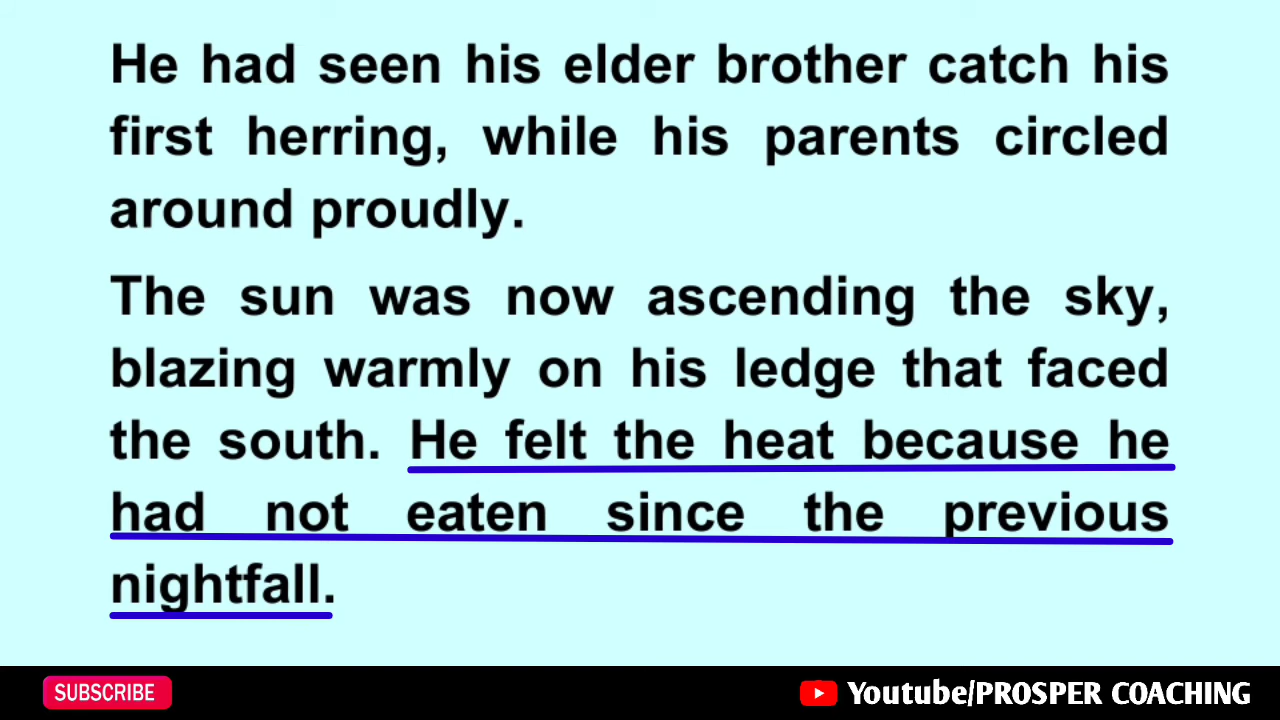 He had seen his elder brother catch his
first herring, while his parents circled
around proudly.
The sun was now ascending the sky,
blazing warmly on his ledge that faced
the south. He felt the heat because he
had not eaten since the previous
nightfall.
SUBSCRIBE
Youtube/PROSPER COACHING